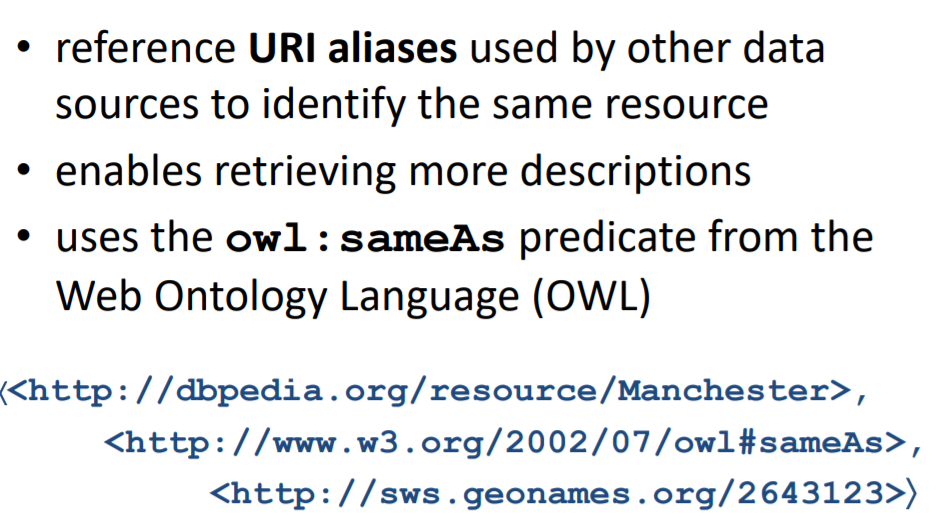 • reference URI aliases used by other data
sources to identify the same resource
• enables retrieving more descriptions
• uses the owl:sameAs predicate from the
Web Ontology Language (OWL)
⟨<http://dbpedia.org/resource/Manchester>,
<http://www.w3.org/2002/07/owl#sameAs>,
<http://sws.geonames.org/2643123>⟩